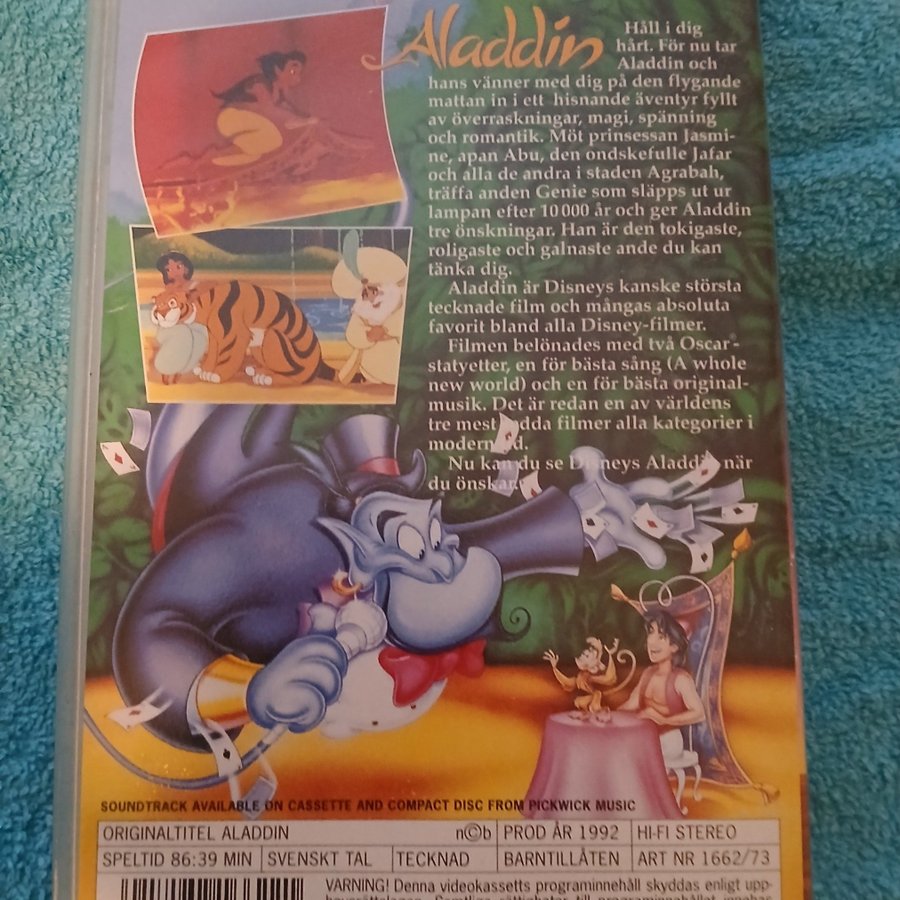 Aladdin
Håll i dig
hårt. För nu tar
Aladdin och
hans vänner med dig på den flygande
mattan in i ett hisnande äventyr fyllt
av överraskningar, magi, spänning
och romantik. Möt prinsessan Jasmi-
ne, apan Abu, den ondskefulle Jafar
och alla de andra i staden Agrabah,
träffa anden Genie som släpps ut ur
lampan efter 10 000 år och ger Aladdin
tre önskningar. Han är den tokigaste,
roligaste och galnaste ande du kan
tänka dig.
Aladdin är Disneys kanske största
tecknade film och mångas absoluta
favorit bland alla Disney-filmer.
Filmen belönades med två Oscar®-
statyetter, en för bästa sång (A whole
new world) och en för bästa original-
musik. Det är redan en av världens
tre mest filmer alla kategorier i
Nu kan du se Disneys Aladdin när
du önskar.
SOUNDTRACK AVAILABLE ON CASSETTE AND COMPACT DISC FROM PICKWICK MUSIC
ORIGINALTITEL ALADDIN n©b PROD ÅR 1992 HI-FI STEREO
SPELTID 86:39 MIN SVENSKT TAL TECKNAD BARNTILLÅTEN ART NR 1662/73
VARNING! Denna videokassetts programinnehåll skyddas enligt upp-